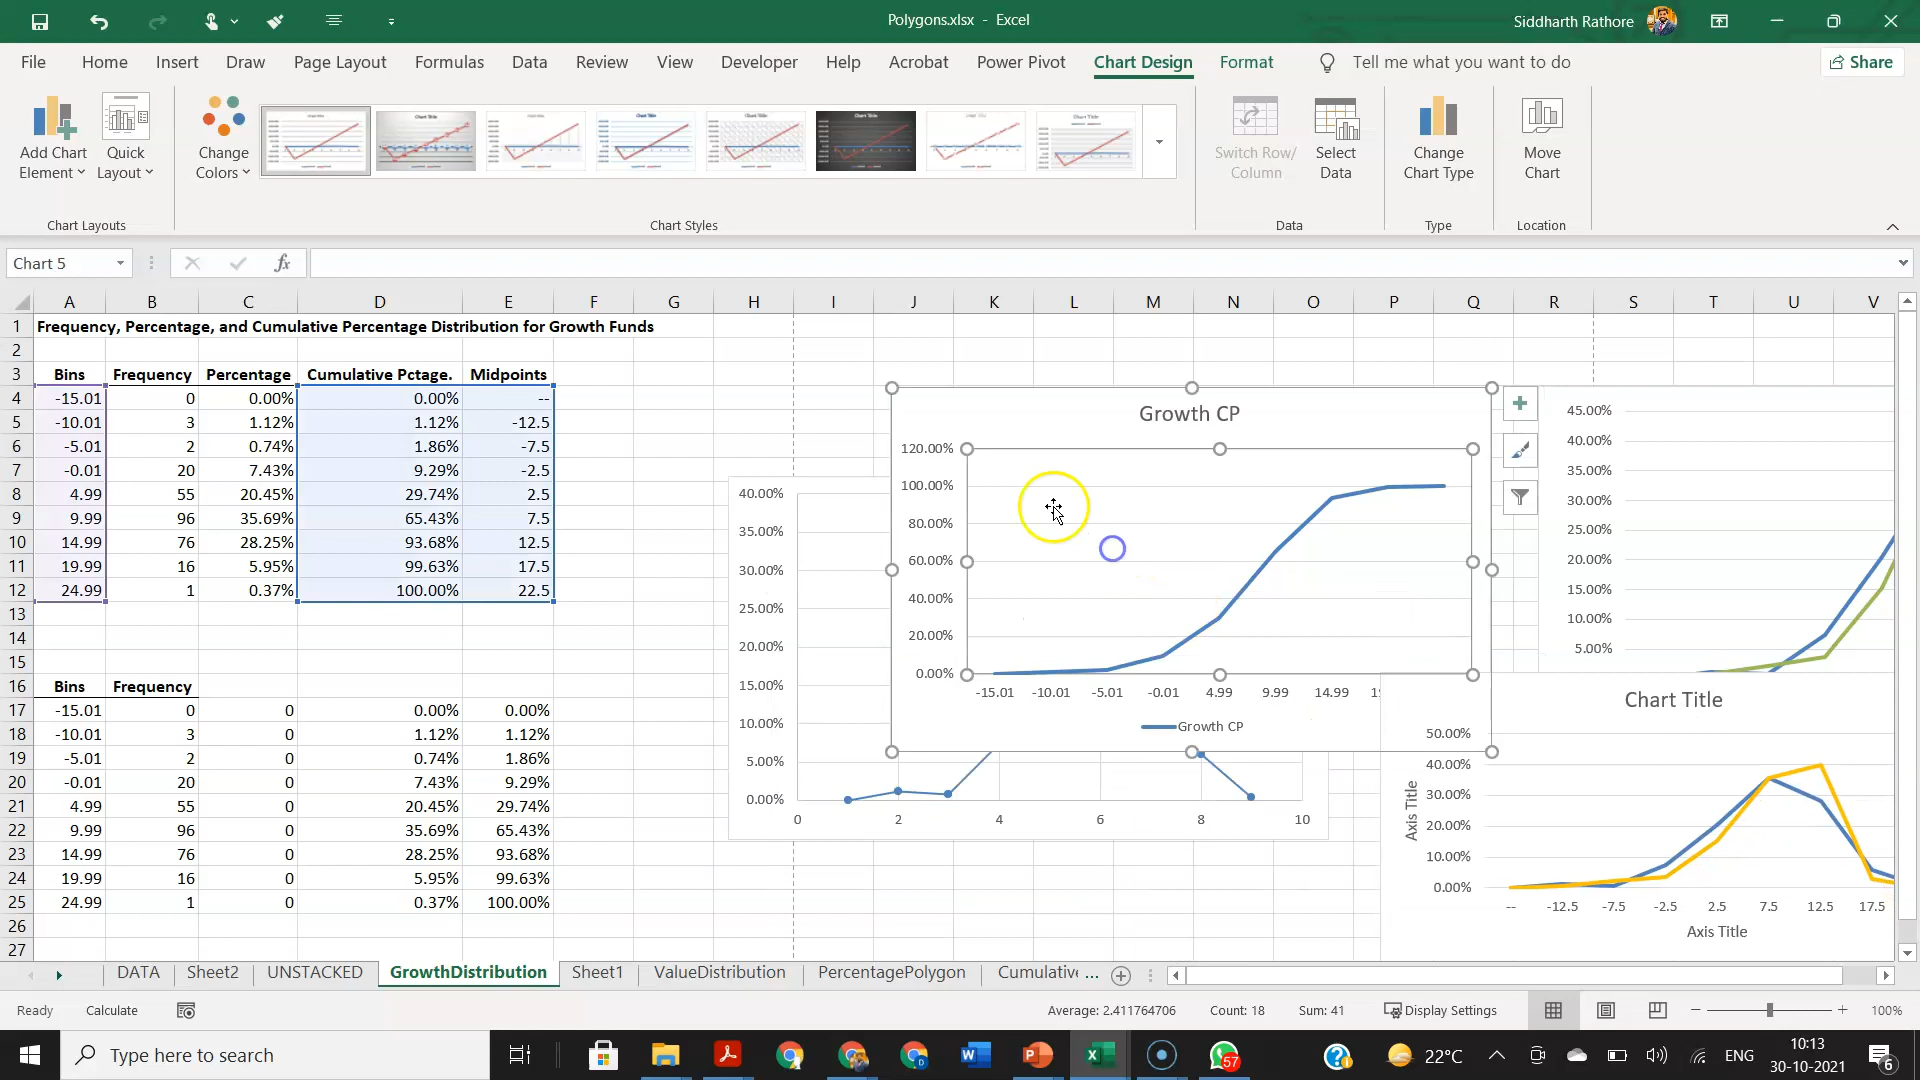 Polygons.xlsx - Excel
Siddharth Rathore
File Home Insert Draw Page Layout Formulas Data Review View Developer Help Acrobat Power Pivot Chart Design Format Tell me what you want to do Share
Add Chart Element
Quick Layout
Change Colors
Switch Row/ Column
Select Data
Change Chart Type
Move Chart
Chart Layouts Chart Styles Data Type Location
Chart 5 fx
A B C D E F G H I J K L M N O P Q R S T U V
1 Frequency, Percentage, and Cumulative Percentage Distribution for Growth Funds
2
3 Bins Frequency Percentage Cumulative Pctage. Midpoints
4 -15.01 0 0.00% 0.00% --
5 -10.01 3 1.12% 1.12% -12.5
6 -5.01 2 0.74% 1.86% -7.5
7 -0.01 20 7.43% 9.29% -2.5
8 4.99 55 20.45% 29.74% 2.5
9 9.99 96 35.69% 65.43% 7.5
10 14.99 76 28.25% 93.68% 12.5
11 19.99 16 5.95% 99.63% 17.5
12 24.99 1 0.37% 100.00% 22.5
13
14
15
16 Bins Frequency
17 -15.01 0 0 0.00% 0.00%
18 -10.01 3 0 1.12% 1.12%
19 -5.01 2 0 0.74% 1.86%
20 -0.01 20 0 7.43% 9.29%
21 4.99 55 0 20.45% 29.74%
22 9.99 96 0 35.69% 65.43%
23 14.99 76 0 28.25% 93.68%
24 19.99 16 0 5.95% 99.63%
25 24.99 1 0 0.37% 100.00%
26
27
40.00%
35.00%
30.00%
25.00%
20.00%
15.00%
10.00%
5.00%
0.00%
0 2 4 6 8 10
Growth CP
120.00%
100.00%
80.00%
60.00%
40.00%
20.00%
0.00%
-15.01 -10.01 -5.01 -0.01 4.99 9.99 14.99
Growth CP
45.00%
40.00%
35.00%
30.00%
25.00%
20.00%
15.00%
10.00%
5.00%
Chart Title
50.00%
40.00%
30.00%
20.00%
10.00%
0.00%
Axis Title
-- -12.5 -7.5 -2.5 2.5 7.5 12.5 17.5
Axis Title
DATA Sheet2 UNSTACKED GrowthDistribution Sheet1 ValueDistribution PercentagePolygon Cumulative ...
Ready Calculate Average: 2.411764706 Count: 18 Sum: 41 Display Settings 100%
Type here to search
57
22°C ENG
10:13
30-10-2021
6